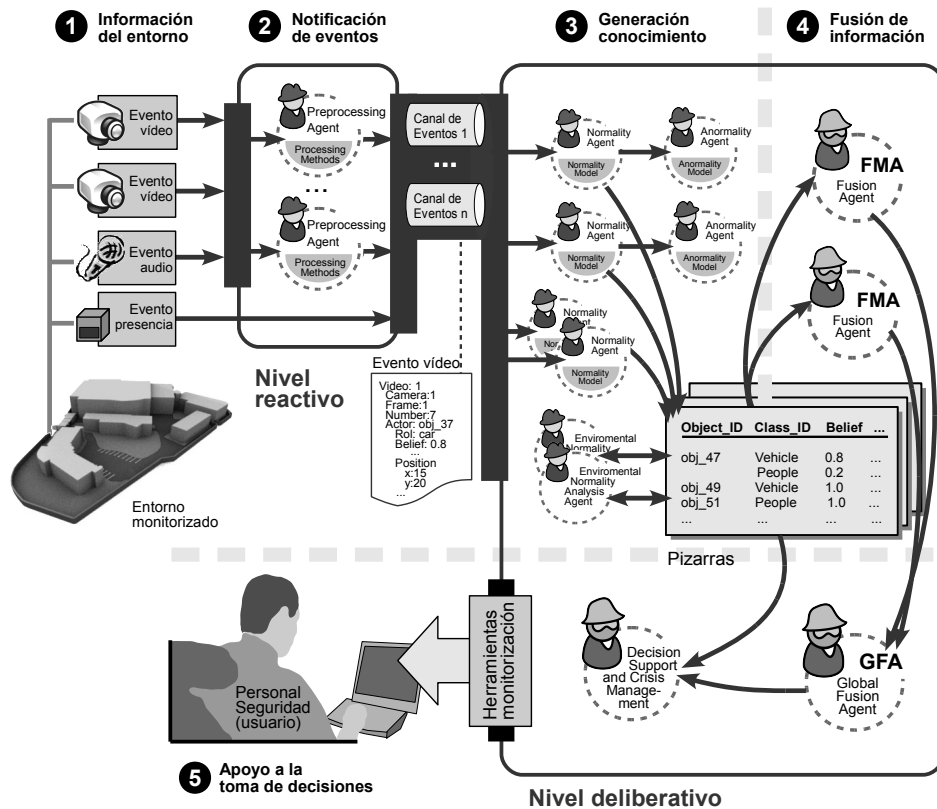 1 Información
del entorno
2 Notificación
de eventos
3 Generación
conocimiento
4 Fusión de
información
Evento
vídeo
Evento
vídeo
Evento
audio
Evento
presencia
Preprocessing
Agent
Processing
Methods
...
Preprocessing
Agent
Processing
Methods
Canal de
Eventos 1
...
Canal de
Eventos n
Nivel
reactivo
Evento vídeo
Video: 1
Camera:1
Frame:1
Number:7
Actor: obj_37
Rol: car
Belief: 0.8
...
Position
x:15
y:20
...
Entorno
monitorizado
Normality
Agent
Normality
Model
Anormality
Agent
Anormality
Model
Normality
Agent
Normality
Model
Anormality
Agent
Anormality
Model
Normality
Normality
Agent
Normality
Model
Enviromental
Normality
Enviromental
Normality
Analysis
Agent
FMA
Fusion
Agent
FMA
Fusion
Agent
Object_ID Class_ID Belief ...
obj_47 Vehicle 0.8 ...
People 0.2 ...
obj_49 Vehicle 1.0 ...
obj_51 People 1.0 ...
... ... ... ...
Pizarras
Decision
Support
and Crisis
Manage-
ment
GFA
Global
Fusion
Agent
Herramientas
monitorización
Personal
Seguridad
(usuario)
5 Apoyo a la
toma de decisiones
Nivel deliberativo